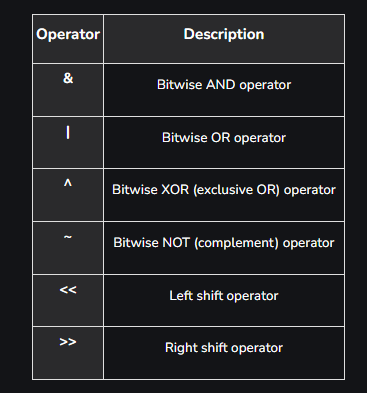 Operator Description
& Bitwise AND operator
| Bitwise OR operator
^ Bitwise XOR (exclusive OR) operator
~ Bitwise NOT (complement) operator
<< Left shift operator
>> Right shift operator